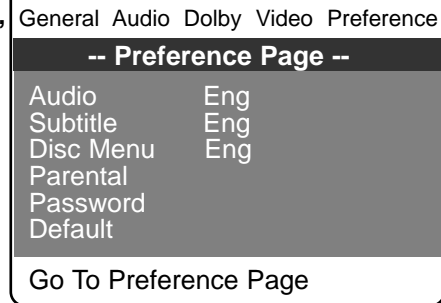 General Audio Dolby Video Preference
-- Preference Page --
Audio Eng
Subtitle Eng
Disc Menu Eng
Parental
Password
Default
Go To Preference Page